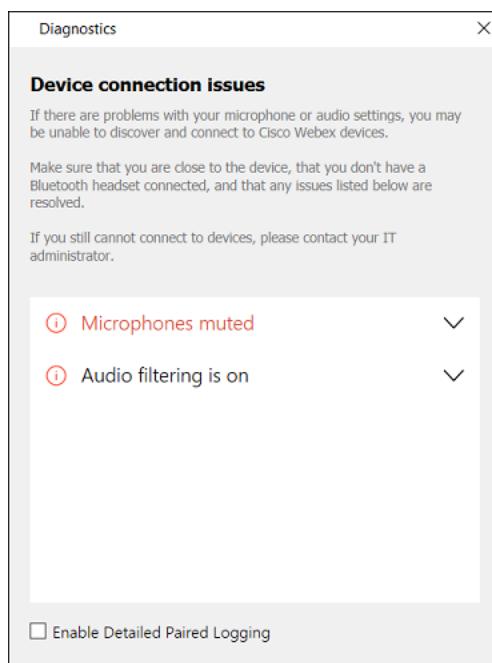 Diagnostics
Device connection issues
If there are problems with your microphone or audio settings, you may
be unable to discover and connect to Cisco Webex devices.
Make sure that you are close to the device, that you don't have a
Bluetooth headset connected, and that any issues listed below are
resolved.
If you still cannot connect to devices, please contact your IT
administrator.
Microphones muted
Audio filtering is on
Enable Detailed Paired Logging